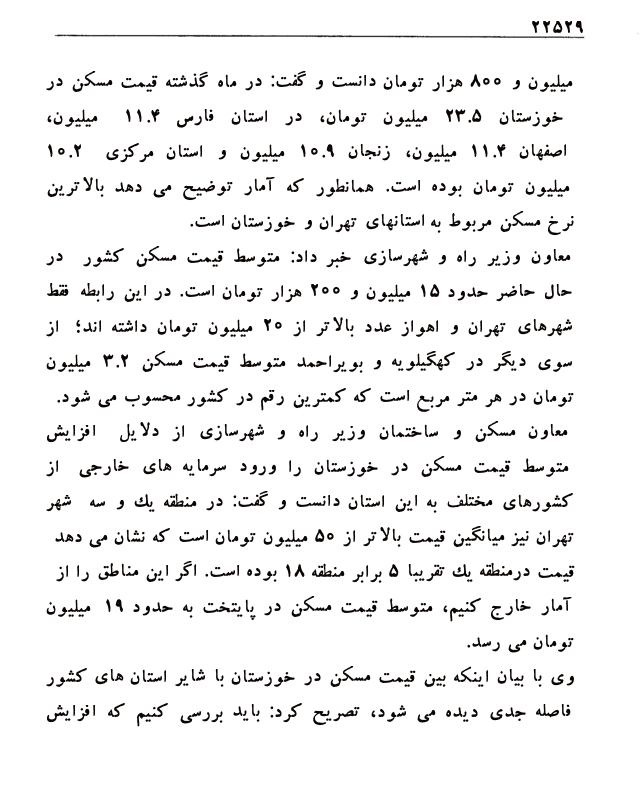 ۲۲۵۲۹
میلیون و ۸۰۰ هزار تومان دانست و گفت: در ماه گذشته قیمت مسکن در
خوزستان ۲۳.۵ میلیون تومان، در استان فارس ۱۱.۴ میلیون،
اصفهان ۱۱.۴ میلیون، زنجان ۱۰.۹ میلیون و استان مرکزی ۱۰.۲
میلیون تومان بوده است. همانطور که آمار توضیح می دهد بالاترین
نرخ مسکن مربوط به استانهای تهران و خوزستان است.
معاون وزیر راه و شهرسازی خبر داد: متوسط قیمت مسکن کشور در
حال حاضر حدود ۱۵ میلیون و ۲۰۰ هزار تومان است. در این رابطه فقط
شهرهای تهران و اهواز عدد بالاتر از ۲۰ میلیون تومان داشته اند؛ از
سوی دیگر در کهگیلویه و بویراحمد متوسط قیمت مسکن ۳.۲ میلیون
تومان در هر متر مربع است که کمترین رقم در کشور محسوب می شود.
معاون مسکن و ساختمان وزیر راه و شهرسازی از دلایل افزایش
متوسط قیمت مسکن در خوزستان را ورود سرمایه های خارجی از
کشورهای مختلف به این استان دانست و گفت: در منطقه یك و سه شهر
تهران نیز میانگین قیمت بالاتر از ۵۰ میلیون تومان است که نشان می دهد
قیمت درمنطقه یك تقریبا ۵ برابر منطقه ۱۸ بوده است. اگر این مناطق را از
آمار خارج کنیم، متوسط قیمت مسکن در پایتخت به حدود ۱۹ میلیون
تومان می رسد.
وی با بیان اینکه بین قیمت مسکن در خوزستان با شایر استان های کشور
فاصله جدی دیده می شود، تصریح کرد: باید بررسی کنیم که افزایش